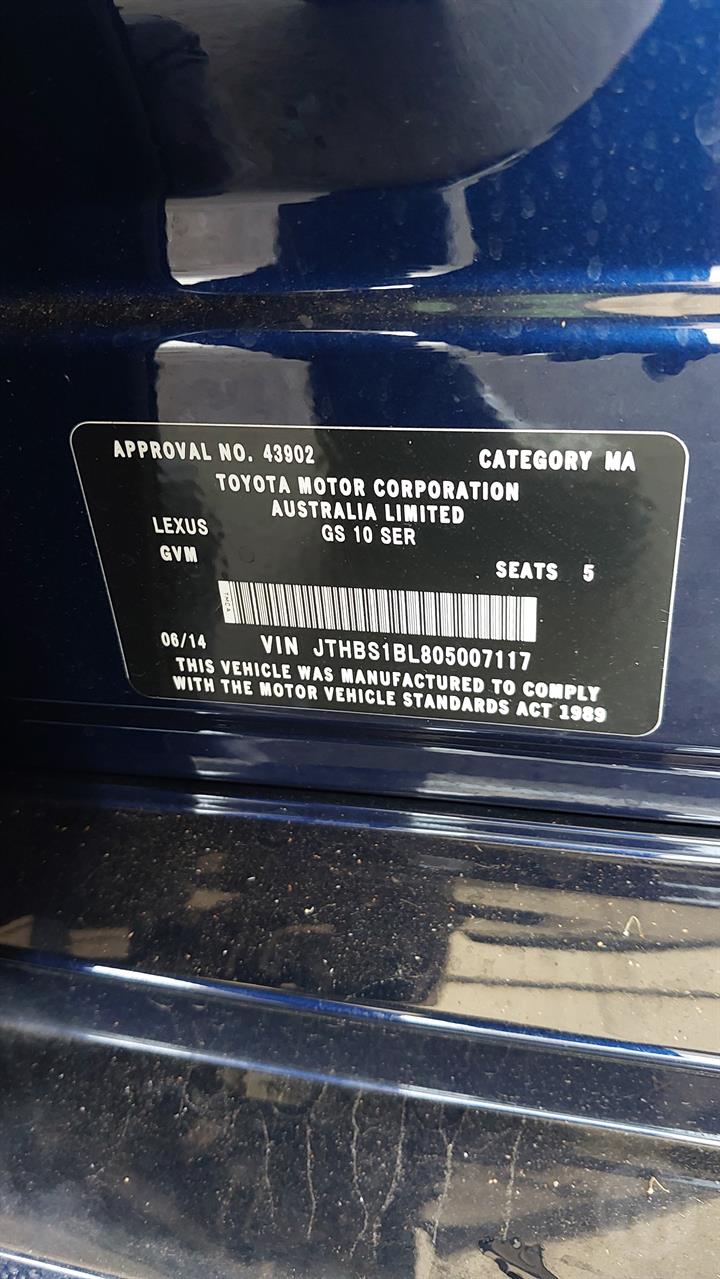 APPROVAL NO. 43902 CATEGORY MA
TOYOTA MOTOR CORPORATION
AUSTRALIA LIMITED
LEXUS GS 10 SER
GVM SEATS 5
TMCA
06/14 VIN JTHBS1BL805007117
THIS VEHICLE WAS MANUFACTURED TO COMPLY
WITH THE MOTOR VEHICLE STANDARDS ACT 1989